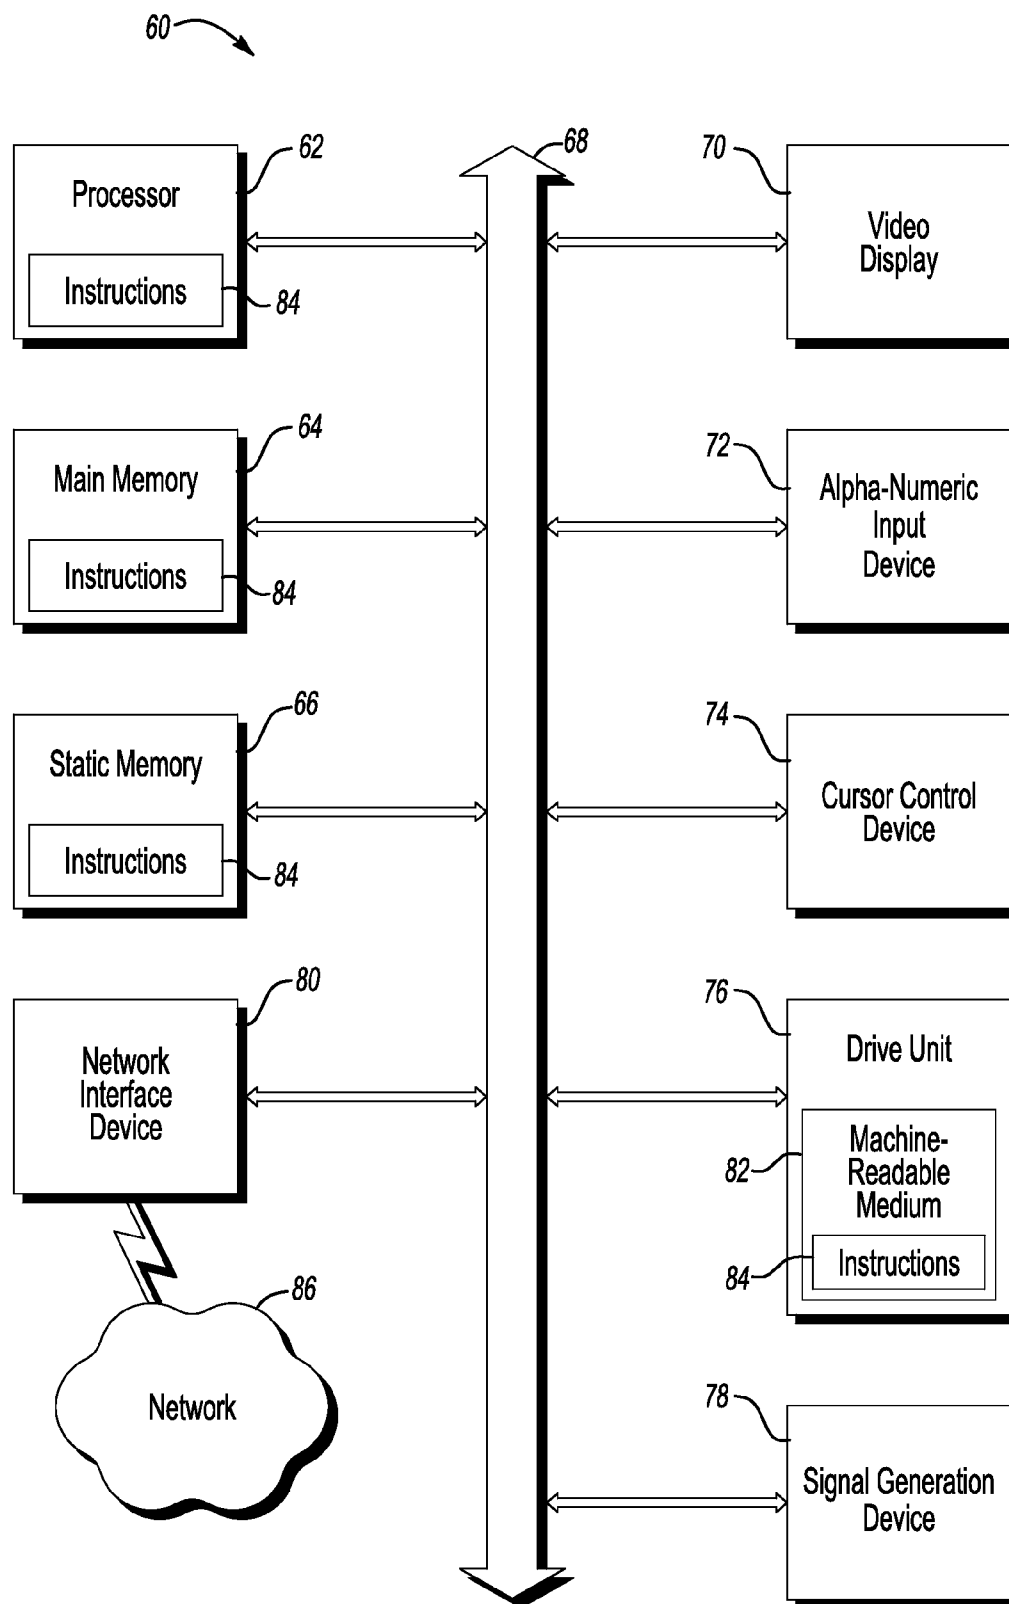 60
62
Processor
Instructions
84
64
Main Memory
Instructions
84
66
Static Memory
Instructions
84
80
Network
Interface
Device
86
Network
68
70
Video
Display
72
Alpha-Numeric
Input
Device
74
Cursor Control
Device
76
Drive Unit
82
Machine-
Readable
Medium
84
Instructions
78
Signal Generation
Device